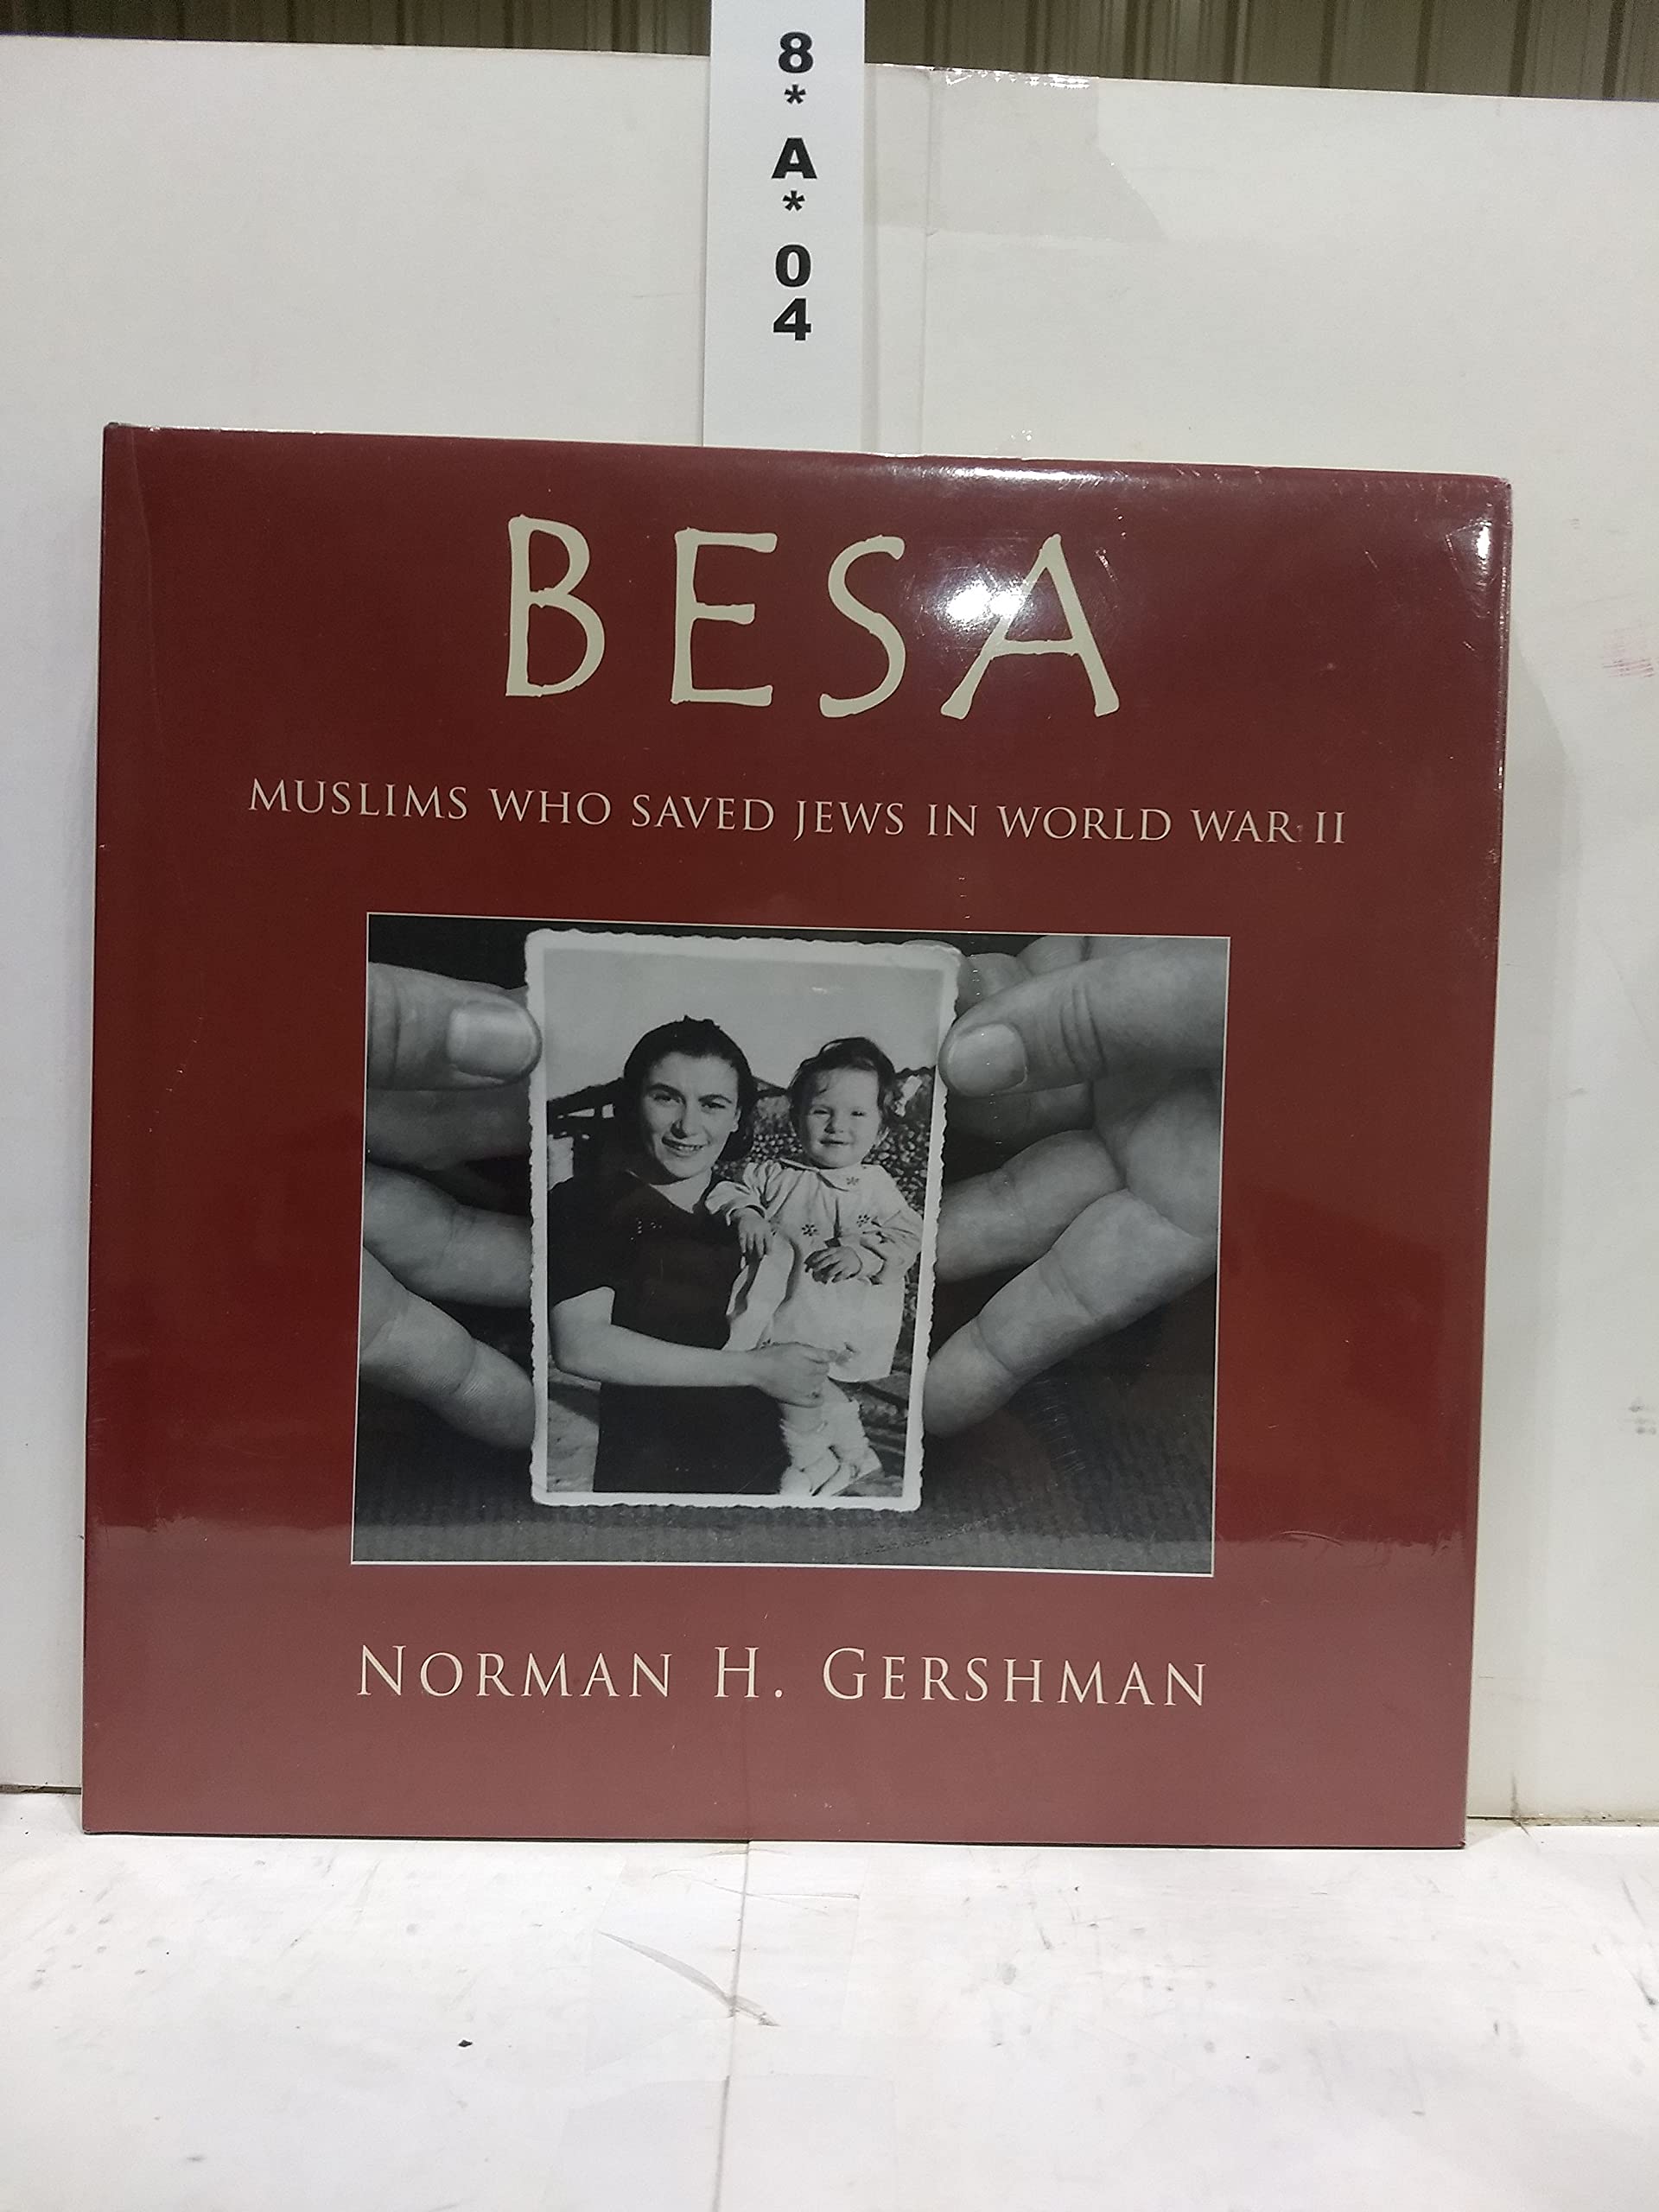 8
*
A
*
0
4
BESA
MUSLIMS WHO SAVED JEWS IN WORLD WAR II
NORMAN H. GERSHMAN